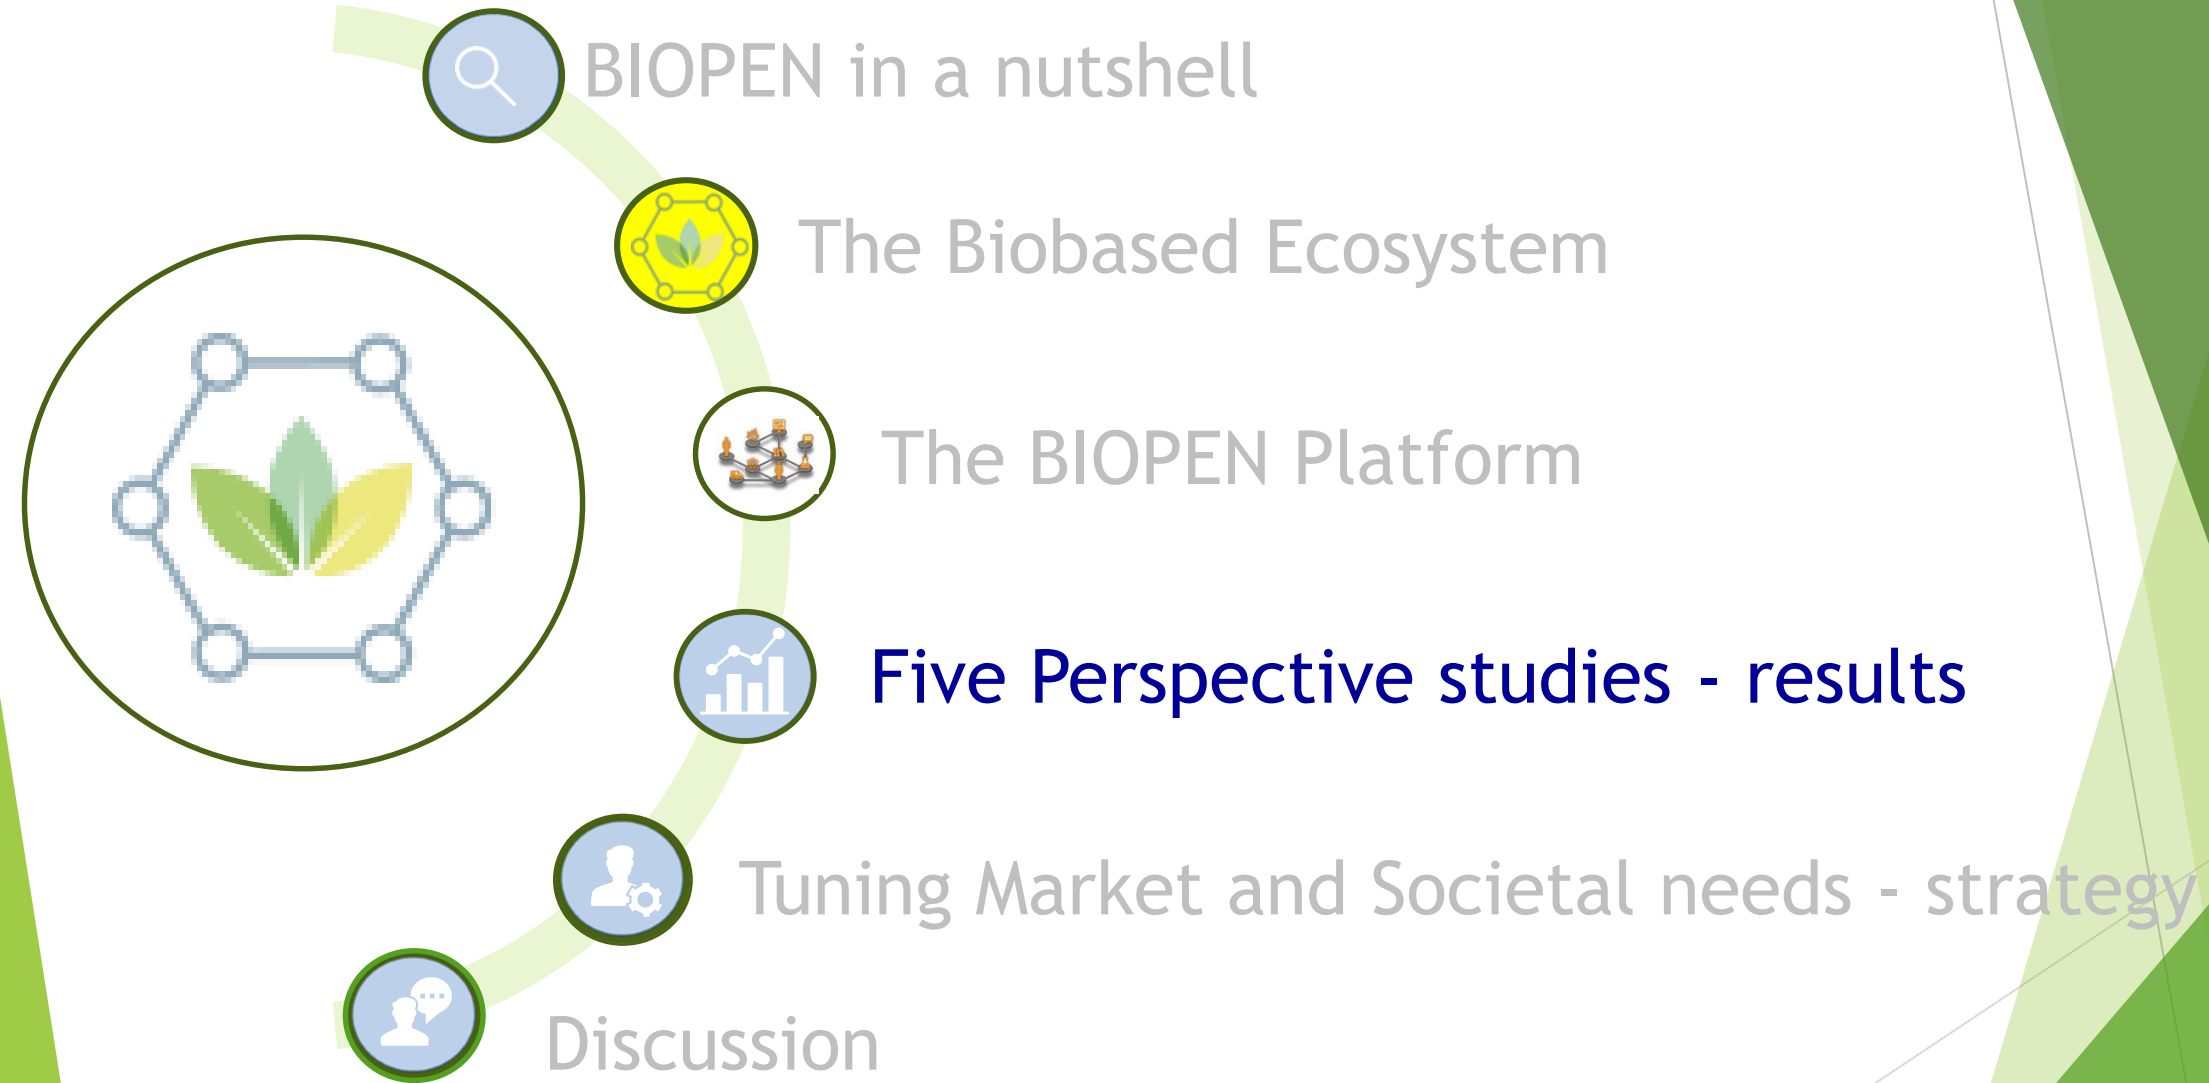 BIOPEN in a nutshell
The Biobased Ecosystem
The BIOPEN Platform
Five Perspective studies - results
Tuning Market and Societal needs - strategy
Discussion